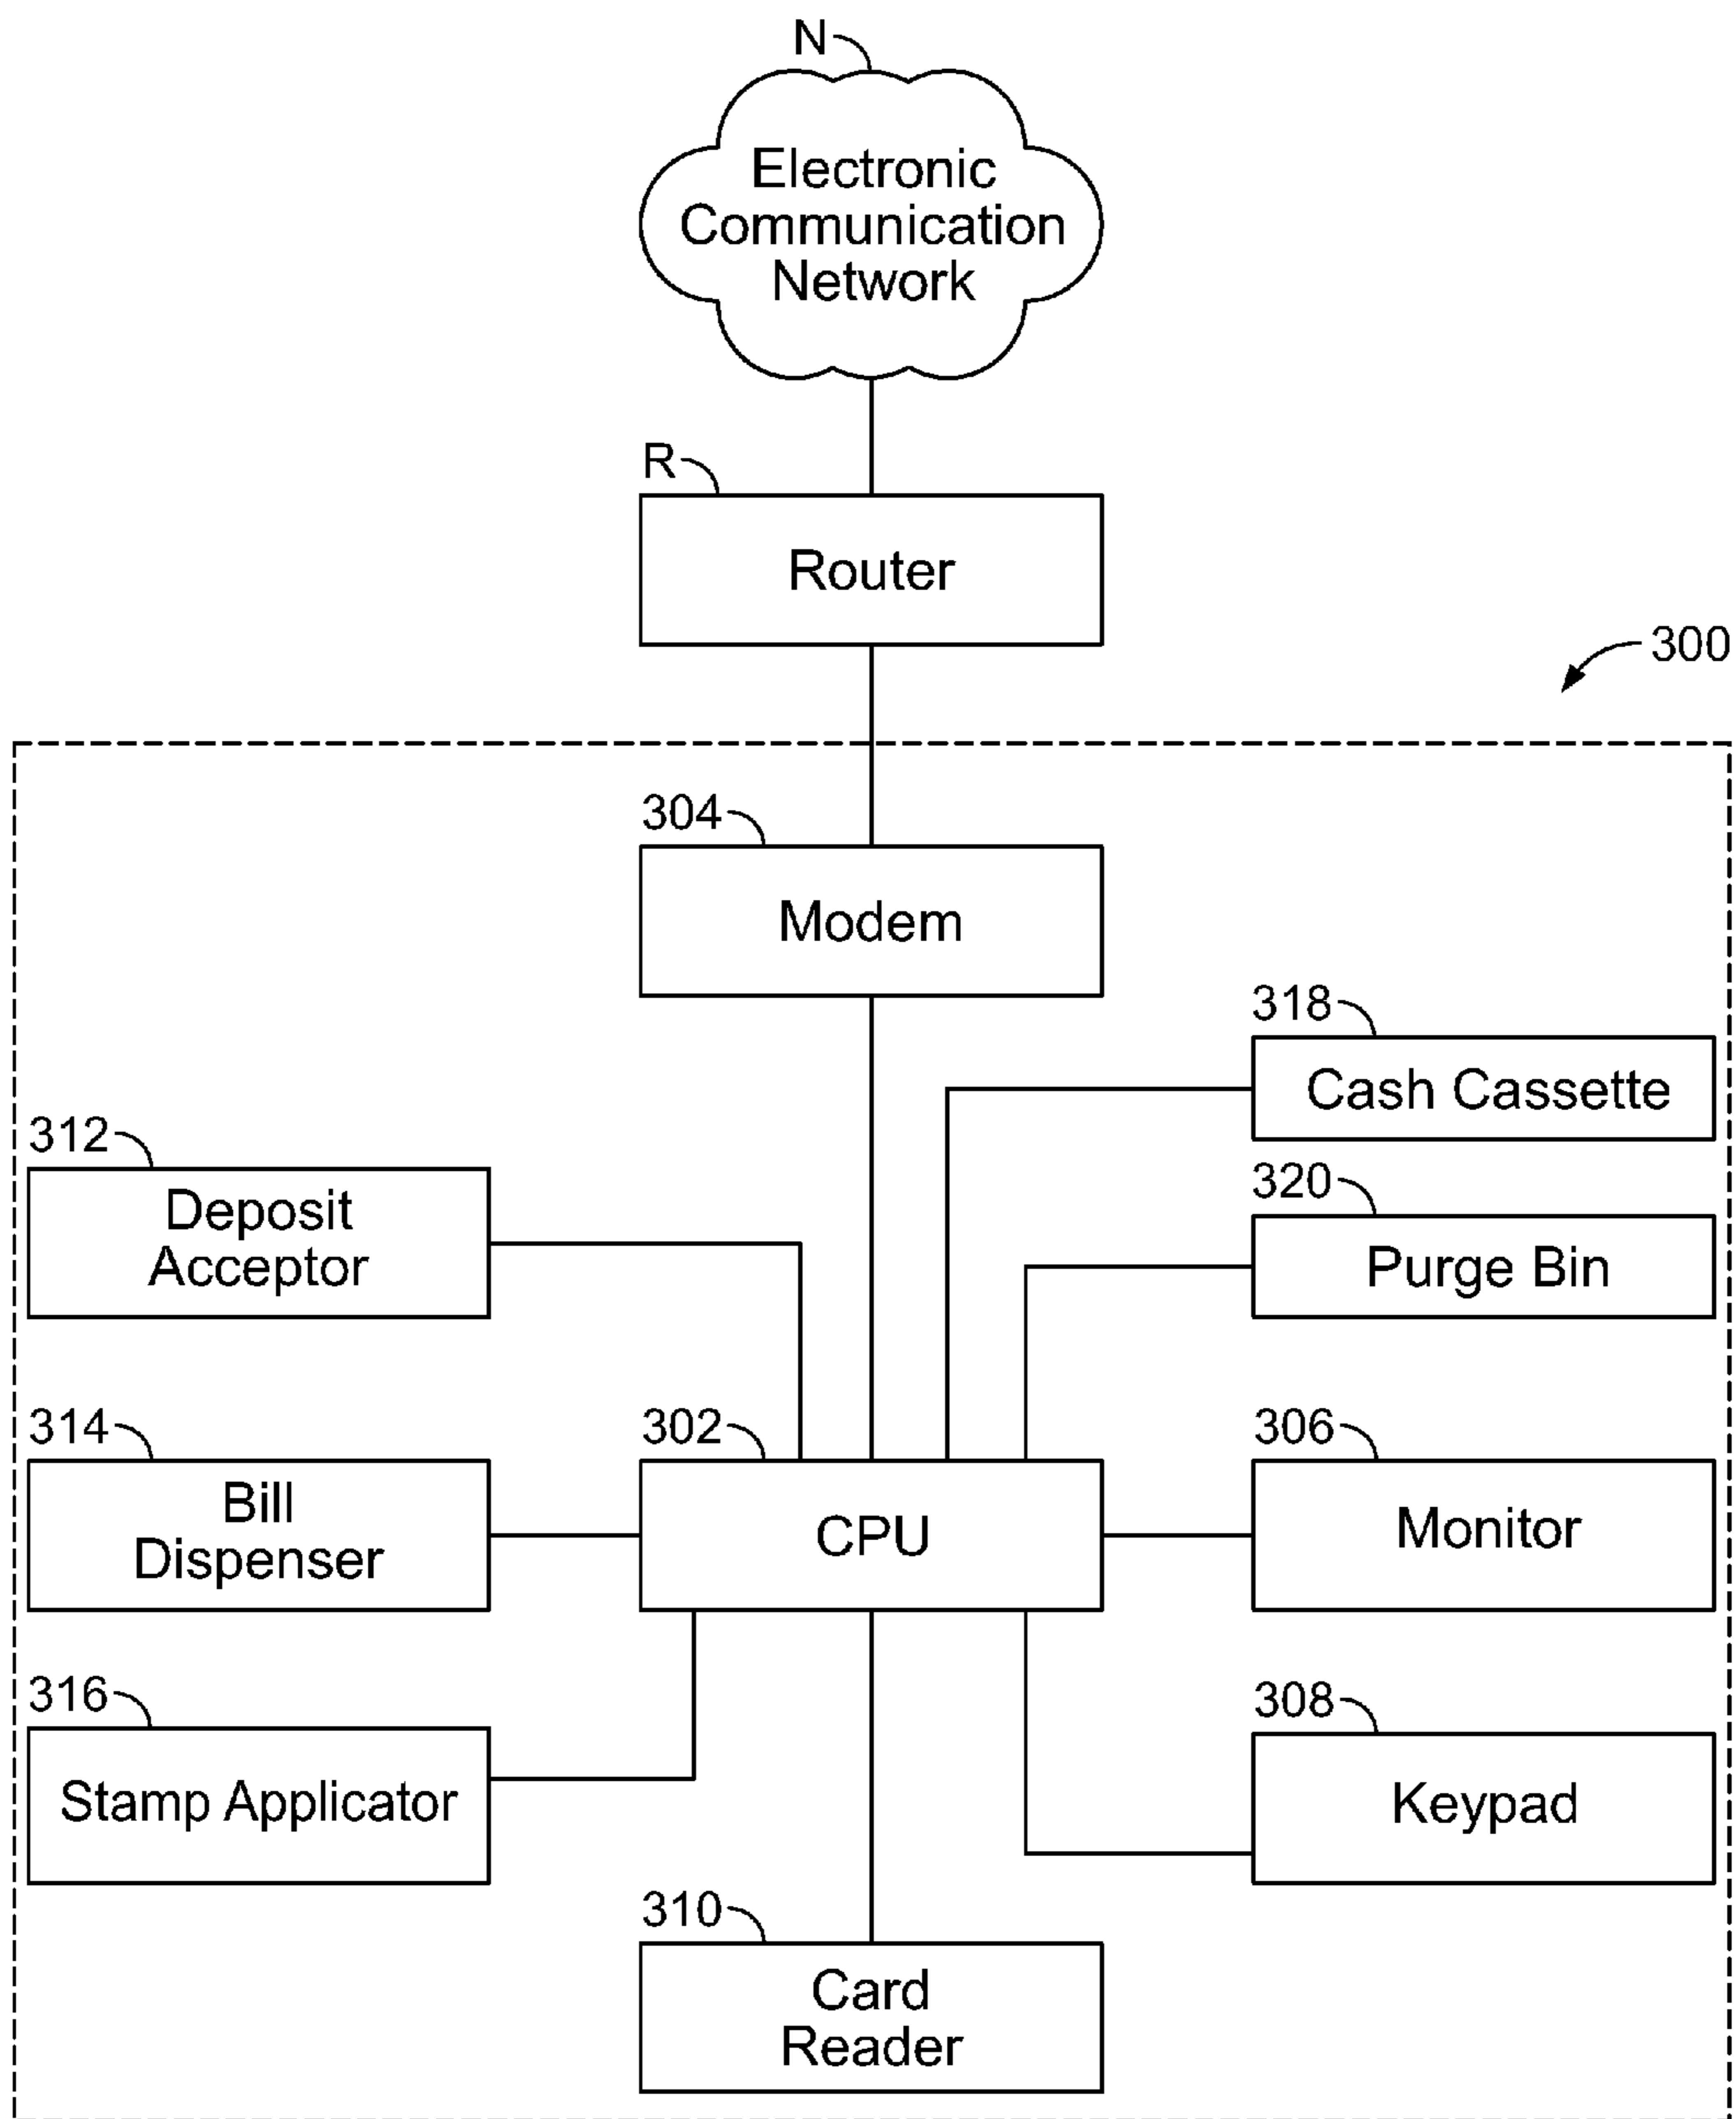 N
Electronic
Communication
Network
R
Router
300
304
Modem
318
Cash Cassette
312
Deposit
Acceptor
320
Purge Bin
314
Bill
Dispenser
302
CPU
306
Monitor
316
Stamp Applicator
308
Keypad
310
Card
Reader